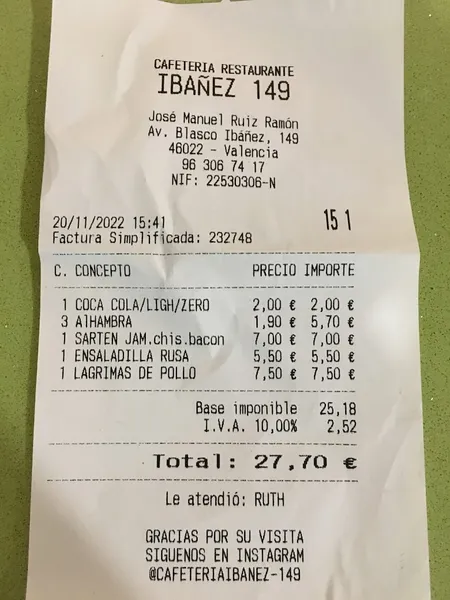 CAFETERIA RESTAURANTE
IBAÑEZ 149
José Manuel Ruiz Ramón
Av. Blasco Ibáñez, 149
46022 - Valencia
96 306 74 17
NIF: 22530306-N
20/11/2022 15:41 15 1
Factura Simplificada: 232748
C. CONCEPTO PRECIO IMPORTE
1 COCA COLA/LIGH/ZERO 2,00 € 2,00 €
3 AlHAMBRA 1,90 € 5,70 €
1 SARTEN JAM.chis.bacon 7,00 € 7,00 €
1 ENSALADILLA RUSA 5,50 € 5,50 €
1 LAGRIMAS DE POLLO 7,50 € 7,50 €
Base imponible 25,18
I.V.A. 10,00% 2,52
Total: 27,70 €
Le atendió: RUTH
GRACIAS POR SU VISITA
SIGUENOS EN INSTAGRAM
@CAFETERIAIBANEZ-149